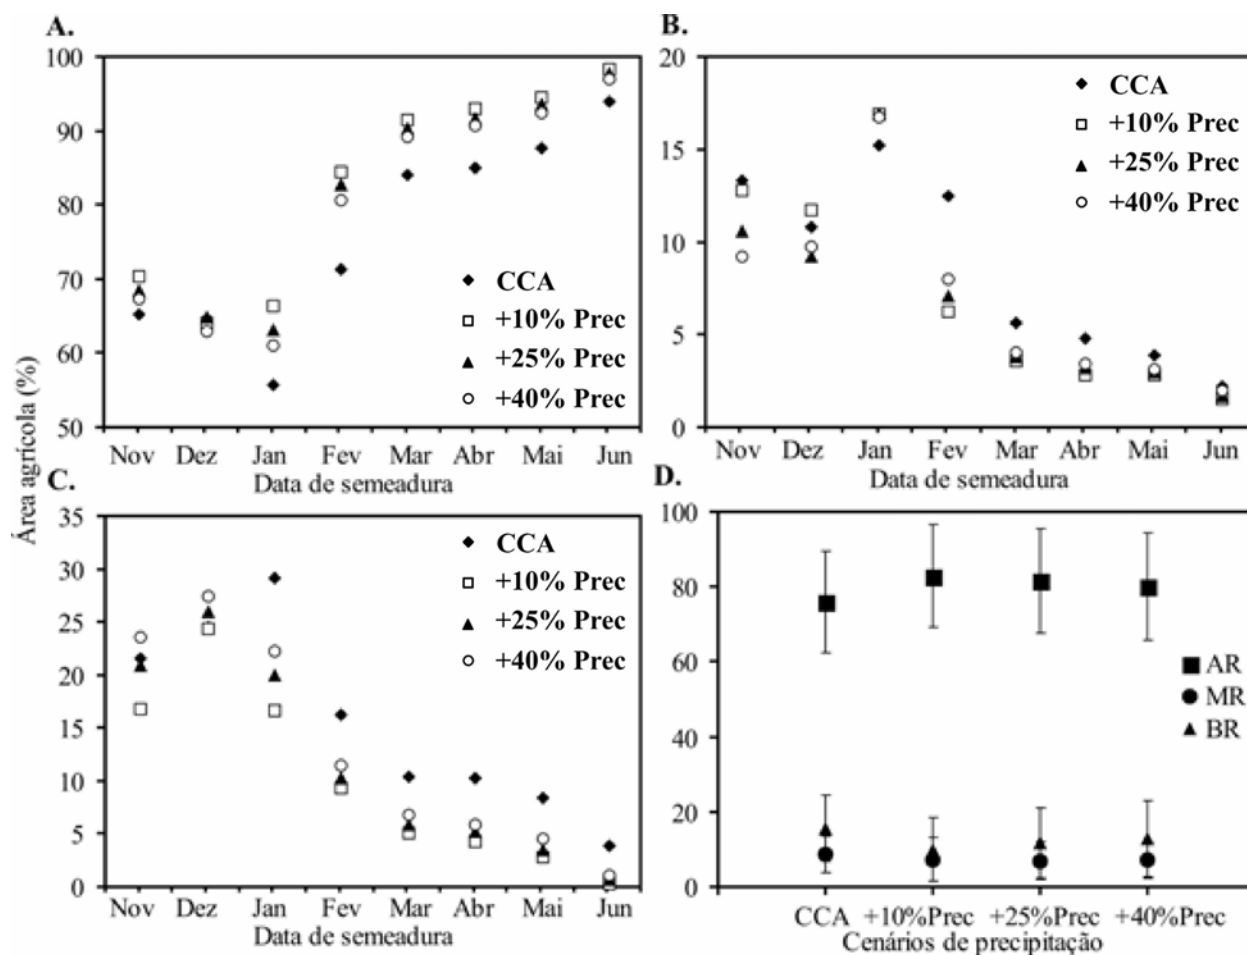 A.
100
90
80
70
60
50
CCA
+10% Prec
+25% Prec
+40% Prec
Nov Dez Jan Fev Mar Abr Mai Jun
Data de semeadura
B.
20
15
10
5
0
CCA
+10% Prec
+25% Prec
+40% Prec
Nov Dez Jan Fev Mar Abr Mai Jun
Data de semeadura
Área agrícola (%)
C.
35
30
25
20
15
10
5
0
CCA
+10% Prec
+25% Prec
+40% Prec
Nov Dez Jan Fev Mar Abr Mai Jun
Data de semeadura
D.
100
80
60
40
20
0
AR
MR
BR
CCA +10%Prec +25%Prec +40%Prec
Cenários de precipitação